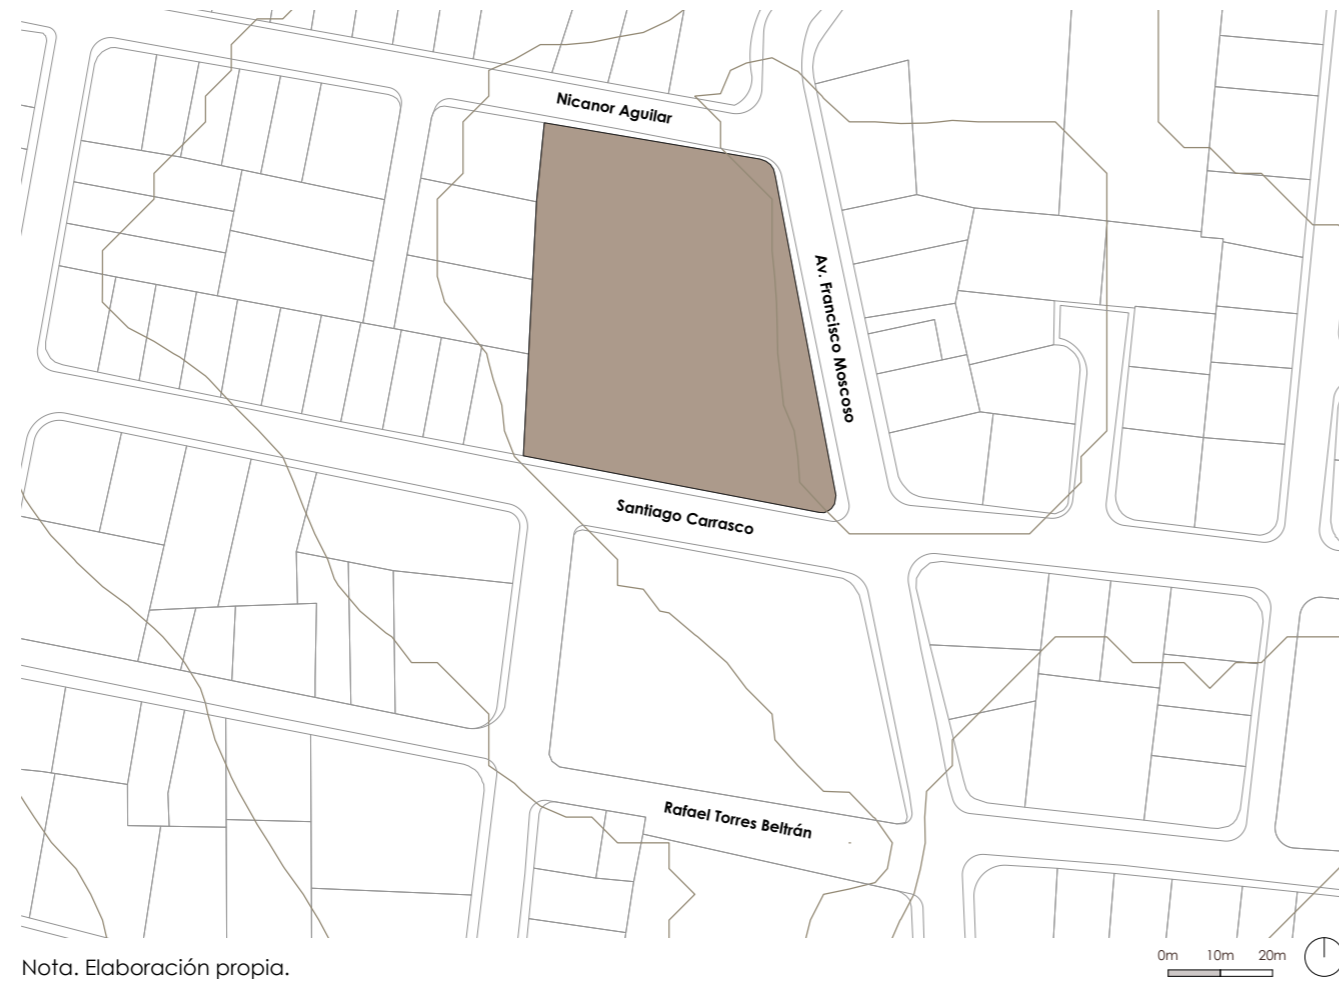 Nicanor Aguilar
Av. Francisco Moscoso
Santiago Carrasco
Rafael Torres Beltrán
Nota. Elaboración propia.
0m 10m 20m